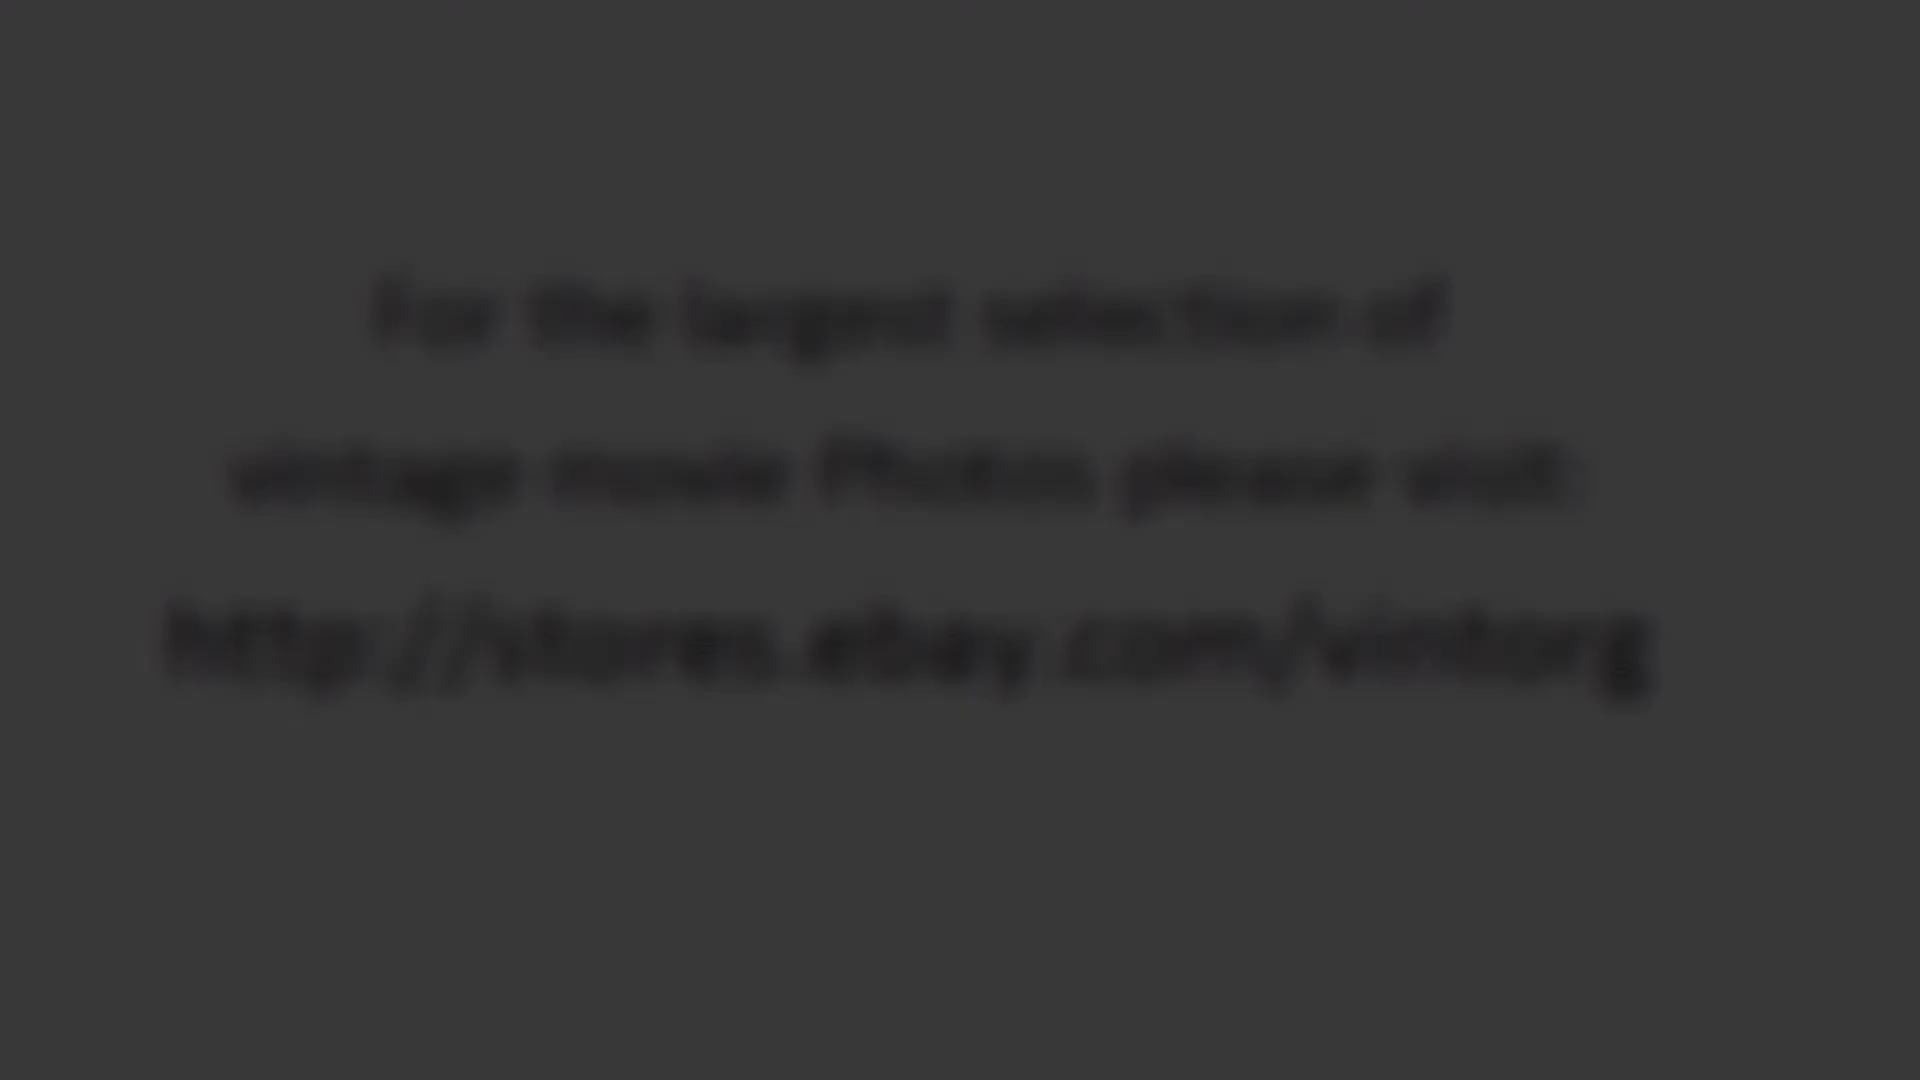 For the largest selection of
vintage movie Photos please visit:
http://stores.ebay.com/vintorg